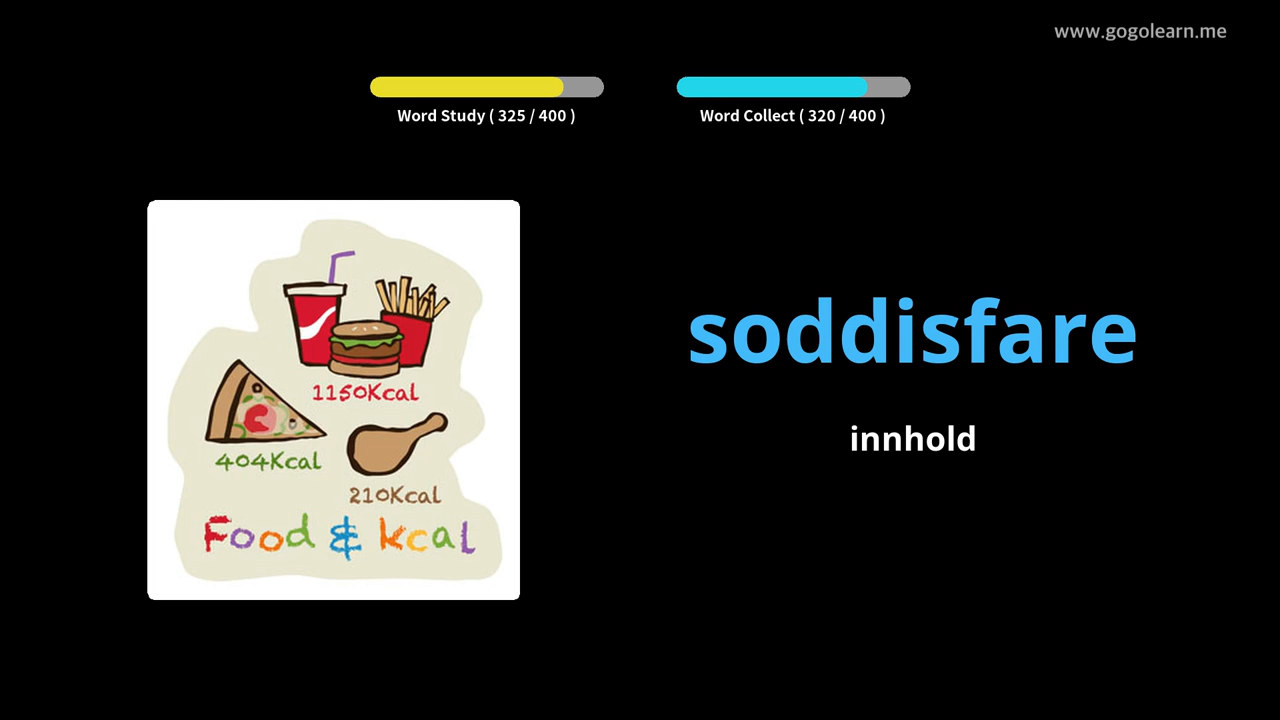 www.gogolearn.me
Word Study ( 325 / 400 )
Word Collect ( 320 / 400 )
1150Kcal
404Kcal
210Kcal
Food & kcal
soddisfare
innhold